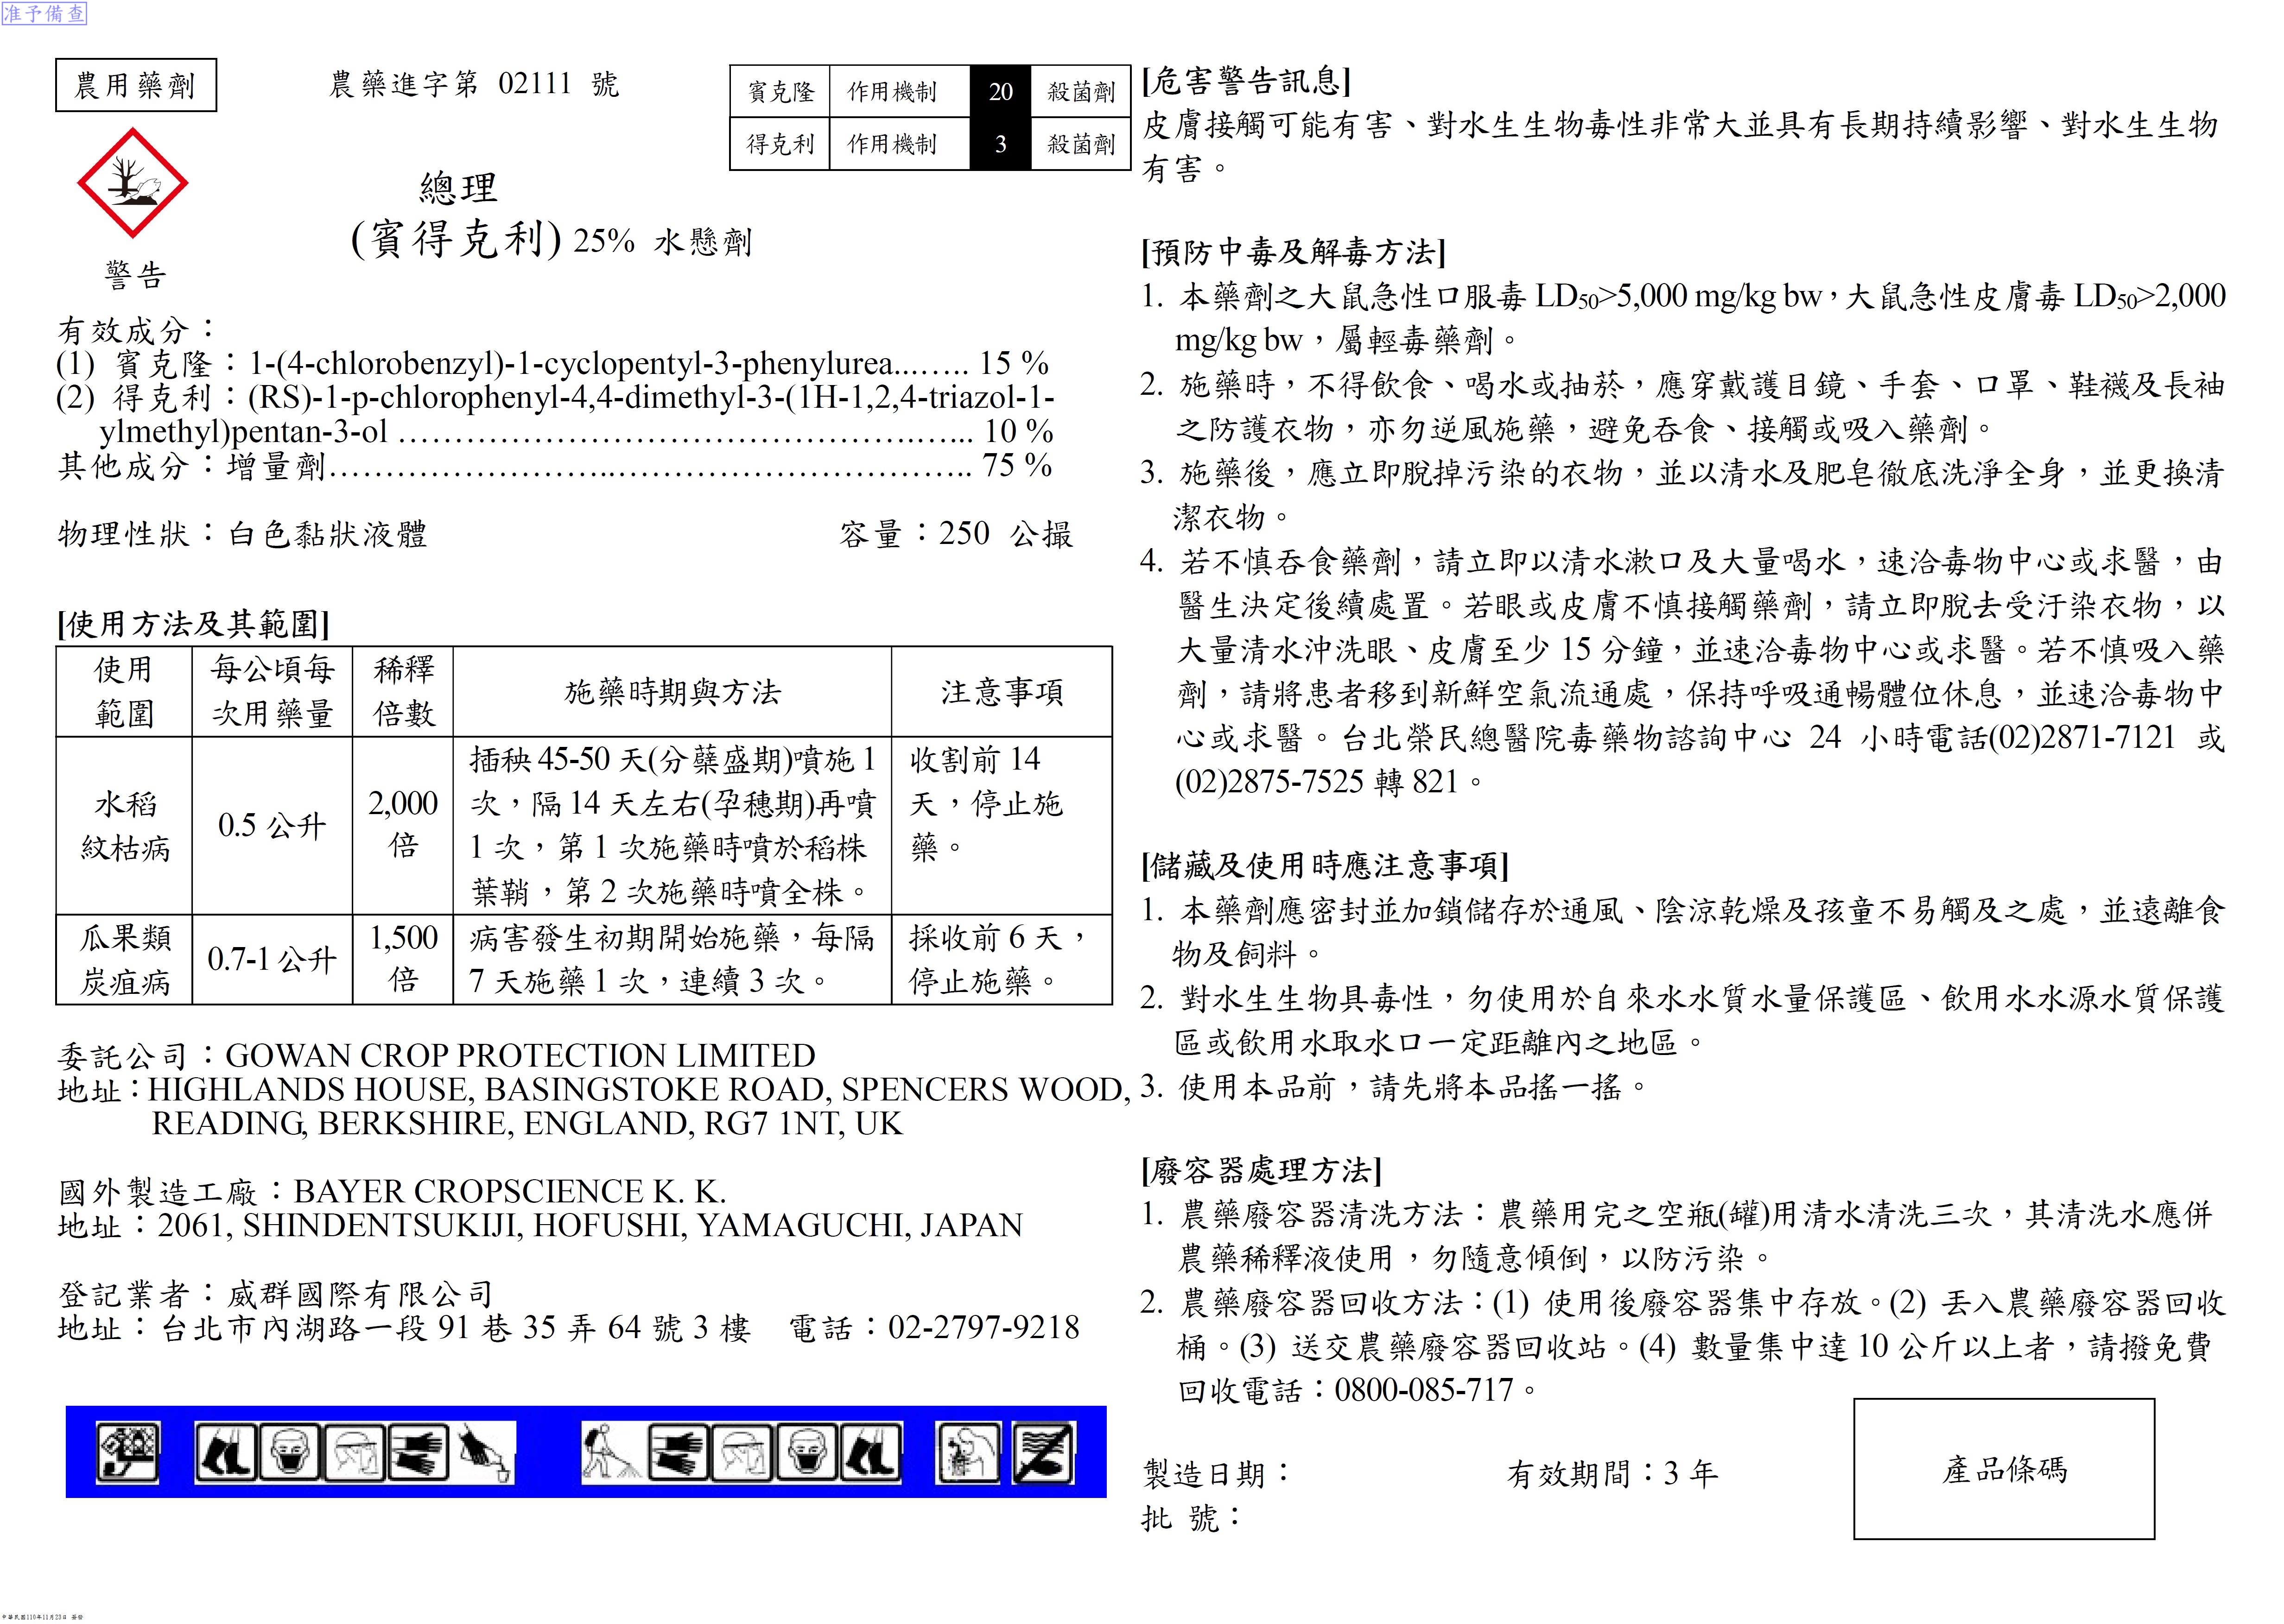 准予備查
農用藥劑
農藥進字第 02111 號
賓克隆 作用機制 20 殺菌劑
得克利 作用機制 3 殺菌劑
警告
總理
(賓得克利) 25% 水懸劑
有效成分：
(1) 賓克隆：1-(4-chlorobenzyl)-1-cyclopentyl-3-phenylurea...…... 15 %
(2) 得克利：(RS)-1-p-chlorophenyl-4,4-dimethyl-3-(1H-1,2,4-triazol-1-
ylmethyl)pentan-3-ol ……………………………………………….…... 10 %
其他成分：增量劑………………………..……………………………….. 75 %
物理性狀：白色黏狀液體 容量：250 公撮
[使用方法及其範圍]
使用範圍 每公頃每次用藥量 稀釋倍數 施藥時期與方法 注意事項
水稻
紋枯病
0.5 公升
2,000
倍
插秧 45-50 天(分蘗盛期)噴施 1
次，隔 14 天左右(孕穗期)再噴
1 次，第 1 次施藥時噴於稻株
葉鞘，第 2 次施藥時噴全株。
收割前 14
天，停止施
藥。
瓜果類
炭疽病
0.7-1 公升
1,500
倍
病害發生初期開始施藥，每隔
7 天施藥 1 次，連續 3 次。
採收前 6 天，
停止施藥。
委託公司：GOWAN CROP PROTECTION LIMITED
地址：HIGHLANDS HOUSE, BASINGSTOKE ROAD, SPENCERS WOOD,
READING, BERKSHIRE, ENGLAND, RG7 1NT, UK
國外製造工廠：BAYER CROPSCIENCE K. K.
地址：2061, SHINDENTSUKIJI, HOFUSHI, YAMAGUCHI, JAPAN
登記業者：威群國際有限公司
地址：台北市內湖路一段 91 巷 35 弄 64 號 3 樓 電話：02-2797-9218
[危害警告訊息]
皮膚接觸可能有害、對水生生物毒性非常大並具有長期持續影響、對水生生物
有害。
[預防中毒及解毒方法]
1. 本藥劑之大鼠急性口服毒 LD50>5,000 mg/kg bw，大鼠急性皮膚毒 LD50>2,000
mg/kg bw，屬輕毒藥劑。
2. 施藥時，不得飲食、喝水或抽菸，應穿戴護目鏡、手套、口罩、鞋襪及長袖
之防護衣物，亦勿逆風施藥，避免吞食、接觸或吸入藥劑。
3. 施藥後，應立即脫掉污染的衣物，並以清水及肥皂徹底洗淨全身，並更換清
潔衣物。
4. 若不慎吞食藥劑，請立即以清水漱口及大量喝水，速洽毒物中心或求醫，由
醫生決定後續處置。若眼或皮膚不慎接觸藥劑，請立即脫去受汙染衣物，以
大量清水沖洗眼、皮膚至少 15 分鐘，並速洽毒物中心或求醫。若不慎吸入藥
劑，請將患者移到新鮮空氣流通處，保持呼吸通暢體位休息，並速洽毒物中
心或求醫。台北榮民總醫院毒藥物諮詢中心 24 小時電話(02)2871-7121 或
(02)2875-7525 轉 821。
[儲藏及使用時應注意事項]
1. 本藥劑應密封並加鎖儲存於通風、陰涼乾燥及孩童不易觸及之處，並遠離食
物及飼料。
2. 對水生生物具毒性，勿使用於自來水水質水量保護區、飲用水水源水質保護
區或飲用水取水口一定距離內之地區。
3. 使用本品前，請先將本品搖一搖。
[廢容器處理方法]
1. 農藥廢容器清洗方法：農藥用完之空瓶(罐)用清水清洗三次，其清洗水應併
農藥稀釋液使用，勿隨意傾倒，以防污染。
2. 農藥廢容器回收方法：(1) 使用後廢容器集中存放。(2) 丟入農藥廢容器回收
桶。(3) 送交農藥廢容器回收站。(4) 數量集中達 10 公斤以上者，請撥免費
回收電話：0800-085-717。
製造日期： 有效期間：3 年
批 號：
產品條碼
中華民國110年11月23日